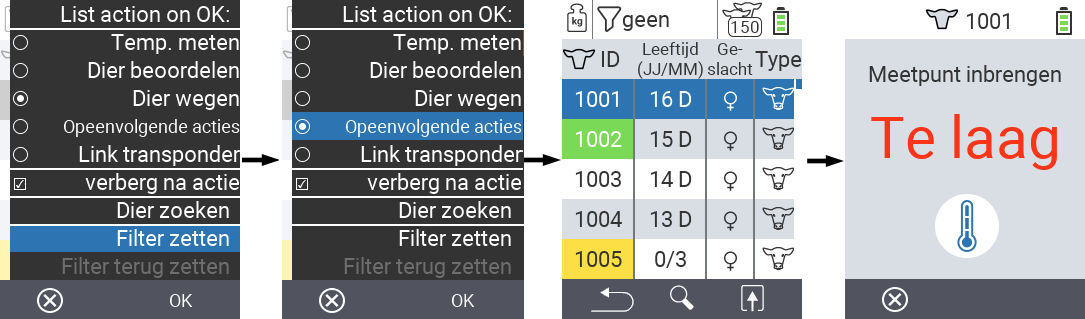 List action on OK:
Temp. meten
Dier beoordelen
Dier wegen
Opeenvolgende acties
Link transponder
verberg na actie
Dier zoeken
Filter zetten
Filter terug zetten
OK
List action on OK:
Temp. meten
Dier beoordelen
Dier wegen
Opeenvolgende acties
Link transponder
verberg na actie
Dier zoeken
Filter zetten
Filter terug zetten
OK
kg geen 150
ID Leeftijd (JJ/MM) Ge-slacht Type
1001 16 D
1002 15 D
1003 14 D
1004 13 D
1005 0/3
1001
Meetpunt inbrengen
Te laag